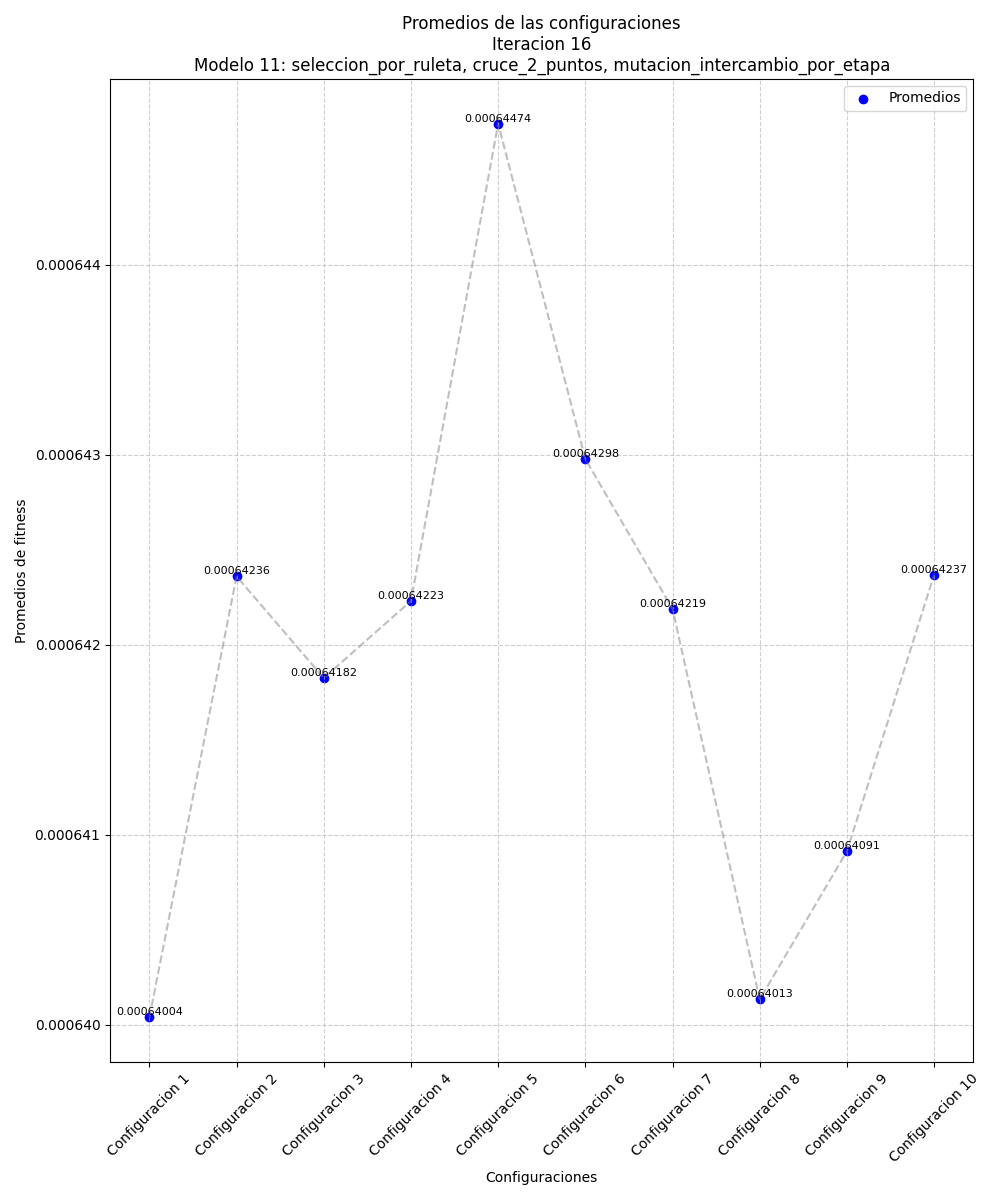 Promedios de las configuraciones
Iteracion 16
Modelo 11: seleccion_por_ruleta, cruce_2_puntos, mutacion_intercambio_por_etapa
Promedios
0.00064474
0.000644
0.000643
0.00064298
0.00064236
0.00064237
0.00064223
0.00064219
0.000642
0.00064182
0.000641
0.00064091
0.00064013
0.00064004
0.000640
Promedios de fitness
Configuracion 1
Configuracion 2
Configuracion 3
Configuracion 4
Configuracion 5
Configuracion 6
Configuracion 7
Configuracion 8
Configuracion 9
Configuracion 10
Configuraciones